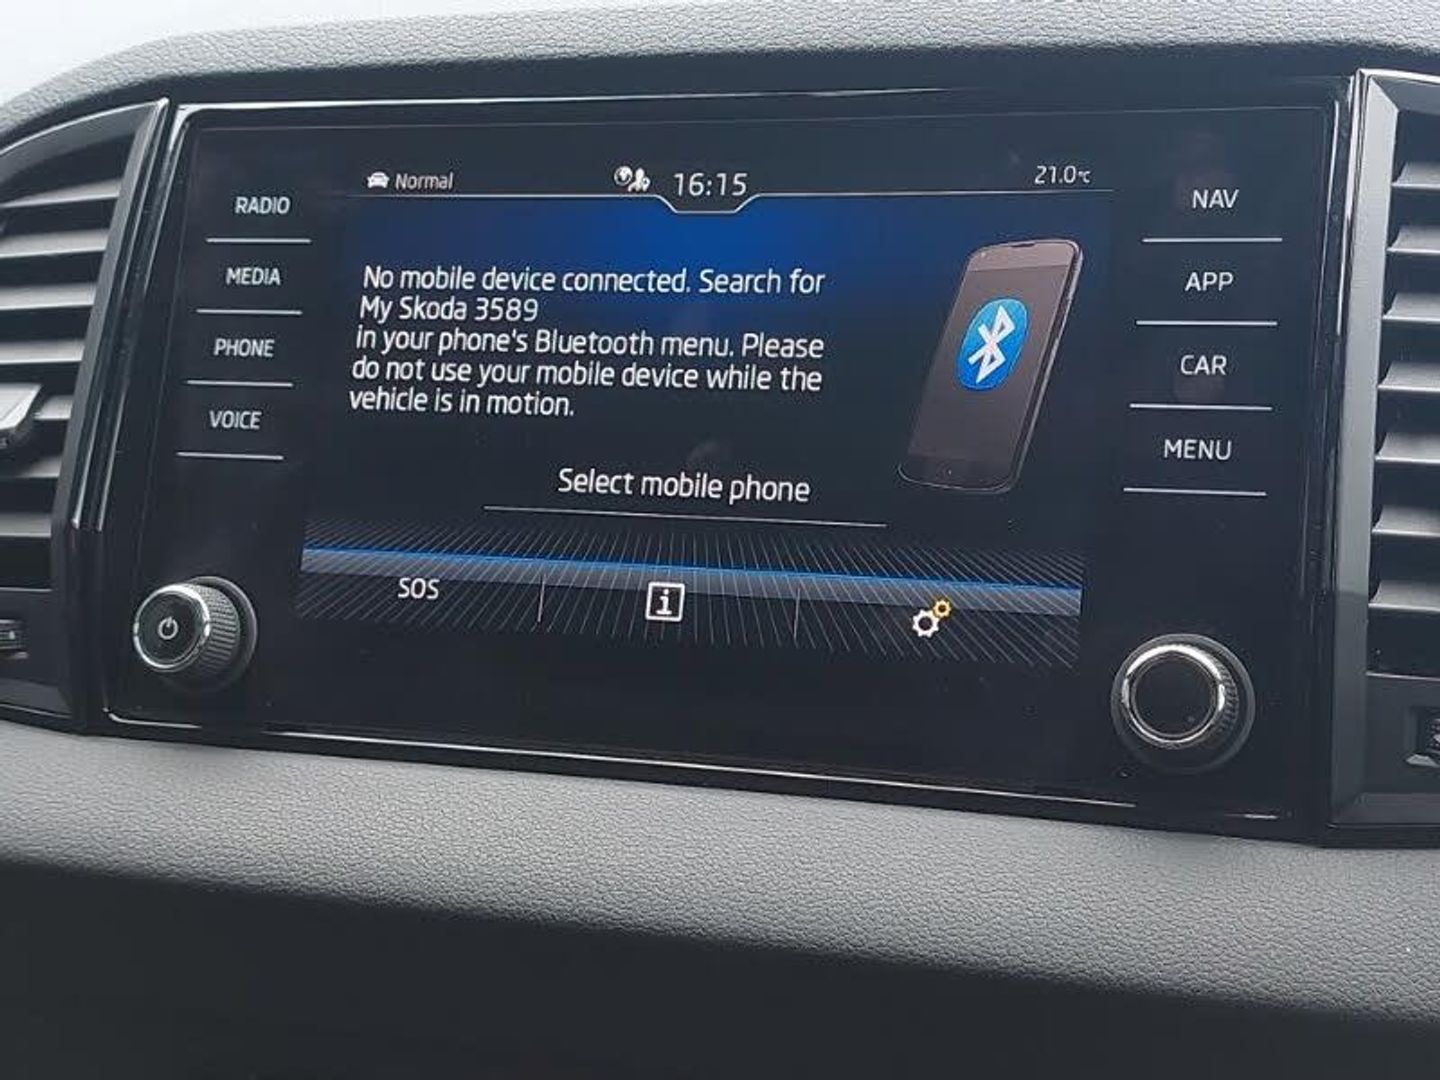 Normal 16:15 21.0°C
RADIO
MEDIA
PHONE
VOICE
No mobile device connected. Search for
My Skoda 3589
in your phone's Bluetooth menu. Please
do not use your mobile device while the
vehicle is in motion.
Select mobile phone
SOS
i
NAV
APP
CAR
MENU